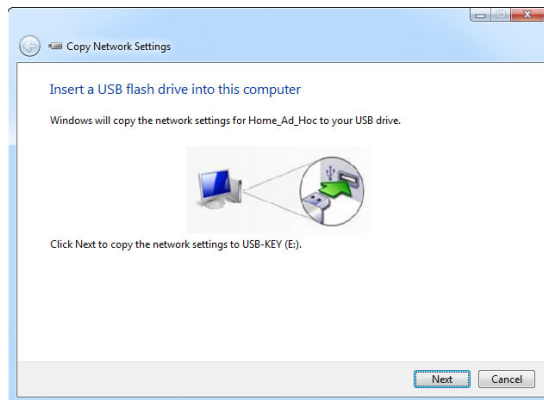 Copy Network Settings
Insert a USB flash drive into this computer
Windows will copy the network settings for Home_Ad_Hoc to your USB drive.
Click Next to copy the network settings to USB-KEY (E:).
Next
Cancel